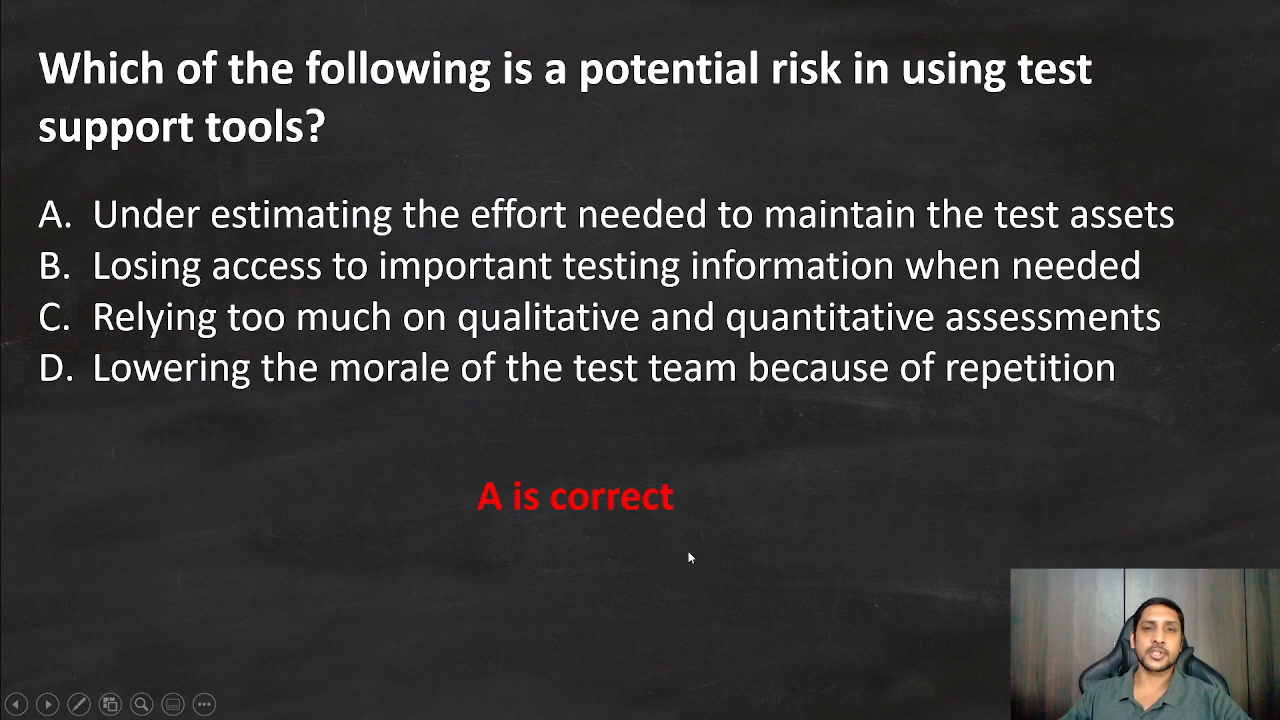 Which of the following is a potential risk in using test
support tools?
A. Under estimating the effort needed to maintain the test assets
B. Losing access to important testing information when needed
C. Relying too much on qualitative and quantitative assessments
D. Lowering the morale of the test team because of repetition
A is correct